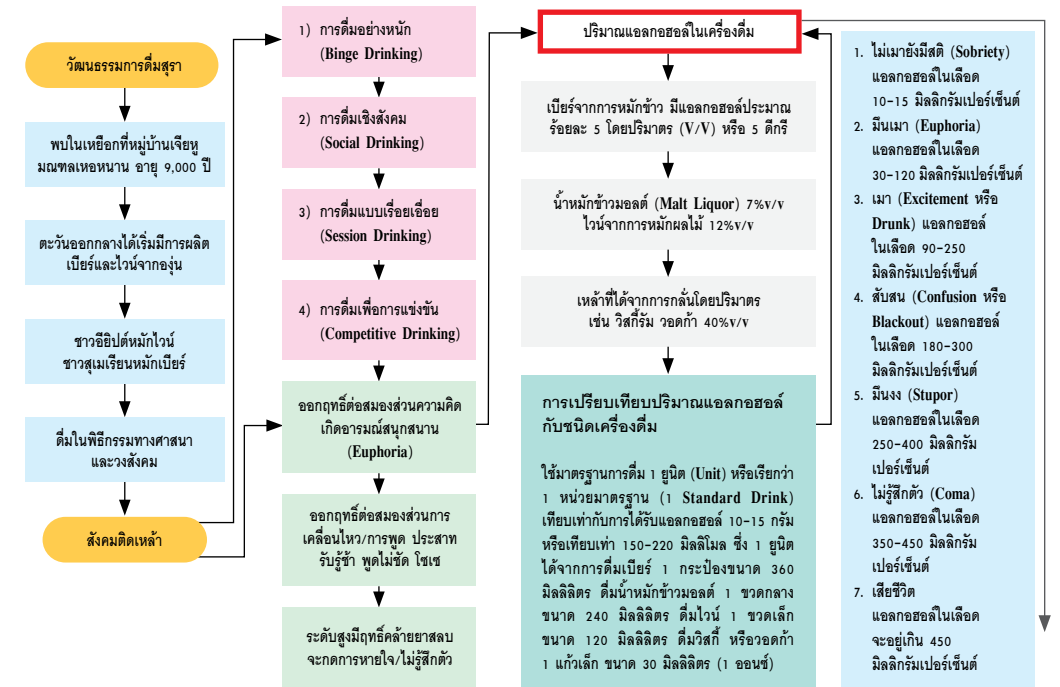 วัฒนธรรมการดื่มสุรา
พบในเหยือกที่หมู่บ้านเจียหู
มณฑลเหอหนาน อายุ 9,000 ปี
ตะวันออกกลางได้เริ่มมีการผลิต
เบียร์และไวน์จากองุ่น
ชาวอียิปต์หมักไวน์
ชาวสุเมเรียนหมักเบียร์
ดื่มในพิธีกรรมทางศาสนา
และวงสังคม
สังคมติดเหล้า
1) การดื่มอย่างหนัก
(Binge Drinking)
2) การดื่มเชิงสังคม
(Social Drinking)
3) การดื่มแบบเรื่อยเอื่อย
(Session Drinking)
4) การดื่มเพื่อการแข่งขัน
(Competitive Drinking)
ออกฤทธิ์ต่อสมองส่วนความคิด
เกิดอารมณ์สนุกสนาน
(Euphoria)
ออกฤทธิ์ต่อสมองส่วนการ
เคลื่อนไหว/การพูด ประสาท
รับรู้ช้า พูดไม่ชัด โซเซ
ระดับสูงมีฤทธิ์คล้ายยาสลบ
จะกดการหายใจ/ไม่รู้สึกตัว
ปริมาณแอลกอฮอล์ในเครื่องดื่ม
เบียร์จากการหมักข้าว มีแอลกอฮอล์ประมาณ
ร้อยละ 5 โดยปริมาตร (V/V) หรือ 5 ดีกรี
น้ำหมักข้าวมอลต์ (Malt Liquor) 7%v/v
ไวน์จากการหมักผลไม้ 12%v/v
เหล้าที่ได้จากการกลั่นโดยปริมาตร
เช่น วิสกี้รัม วอดก้า 40%v/v
การเปรียบเทียบปริมาณแอลกอฮอล์
กับชนิดเครื่องดื่ม
ใช้มาตรฐานการดื่ม 1 ยูนิต (Unit) หรือเรียกว่า
1 หน่วยมาตรฐาน (1 Standard Drink)
เทียบเท่ากับการได้รับแอลกอฮอล์ 10-15 กรัม
หรือเทียบเท่า 150-220 มิลลิโมล ซึ่ง 1 ยูนิต
ได้จากการดื่มเบียร์ 1 กระป๋องขนาด 360
มิลลิลิตร ดื่มน้ำหมักข้าวมอลต์ 1 ขวดกลาง
ขนาด 240 มิลลิลิตร ดื่มไวน์ 1 ขวดเล็ก
ขนาด 120 มิลลิลิตร ดื่มวิสกี้ หรือวอดก้า
1 แก้วเล็ก ขนาด 30 มิลลิลิตร (1 ออนซ์)
1. ไม่เมายังมีสติ (Sobriety)
แอลกอฮอล์ในเลือด
10-15 มิลลิกรัมเปอร์เซ็นต์
2. มึนเมา (Euphoria)
แอลกอฮอล์ในเลือด
30-120 มิลลิกรัมเปอร์เซ็นต์
3. เมา (Excitement หรือ
Drunk) แอลกอฮอล์
ในเลือด 90-250
มิลลิกรัมเปอร์เซ็นต์
4. สับสน (Confusion หรือ
Blackout) แอลกอฮอล์
ในเลือด 180-300
มิลลิกรัมเปอร์เซ็นต์
5. มึนงง (Stupor)
แอลกอฮอล์ในเลือด
250-400 มิลลิกรัม
เปอร์เซ็นต์
6. ไม่รู้สึกตัว (Coma)
แอลกอฮอล์ในเลือด
350-450 มิลลิกรัม
เปอร์เซ็นต์
7. เสียชีวิต
แอลกอฮอล์ในเลือด
จะอยู่เกิน 450
มิลลิกรัมเปอร์เซ็นต์